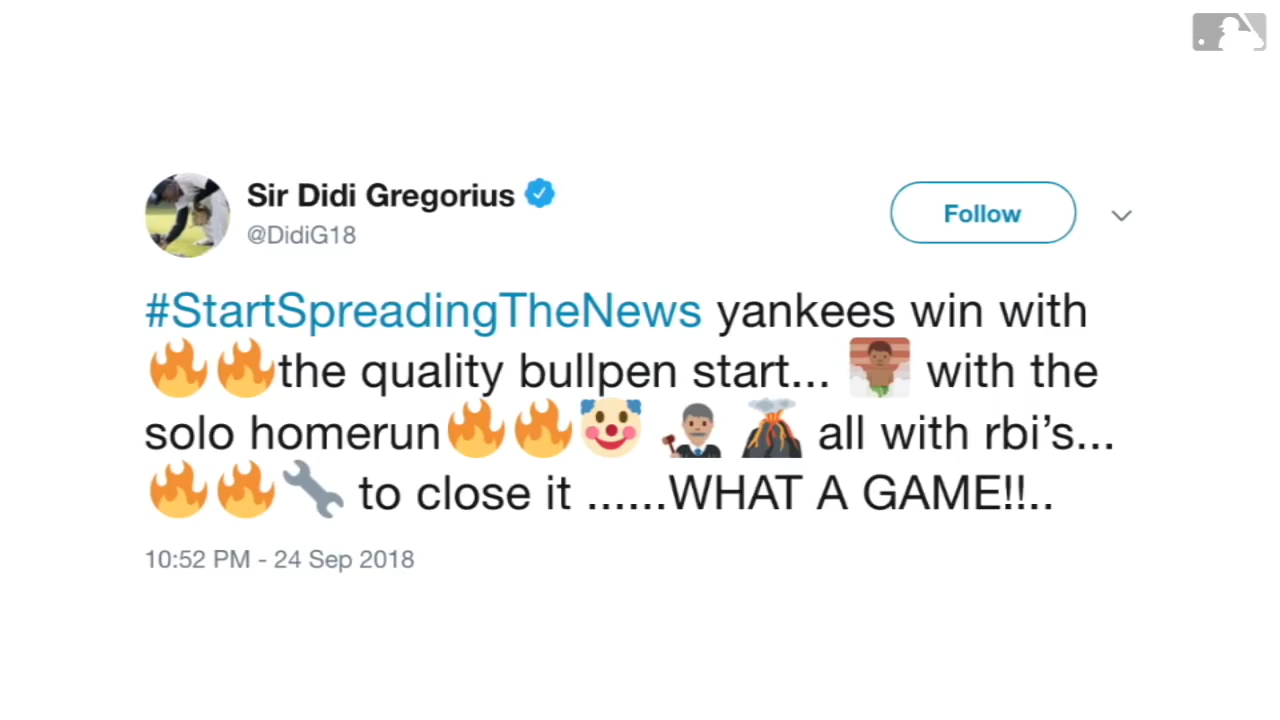 Sir Didi Gregorius
@DidiG18
Follow
#StartSpreadingTheNews yankees win with
🔥🔥the quality bullpen start... 🧖🏾‍♂️ with the
solo homerun🔥🔥🤡 👨🏽‍⚖️ 🌋 all with rbi’s...
🔥🔥🔧 to close it ......WHAT A GAME!!..
10:52 PM - 24 Sep 2018